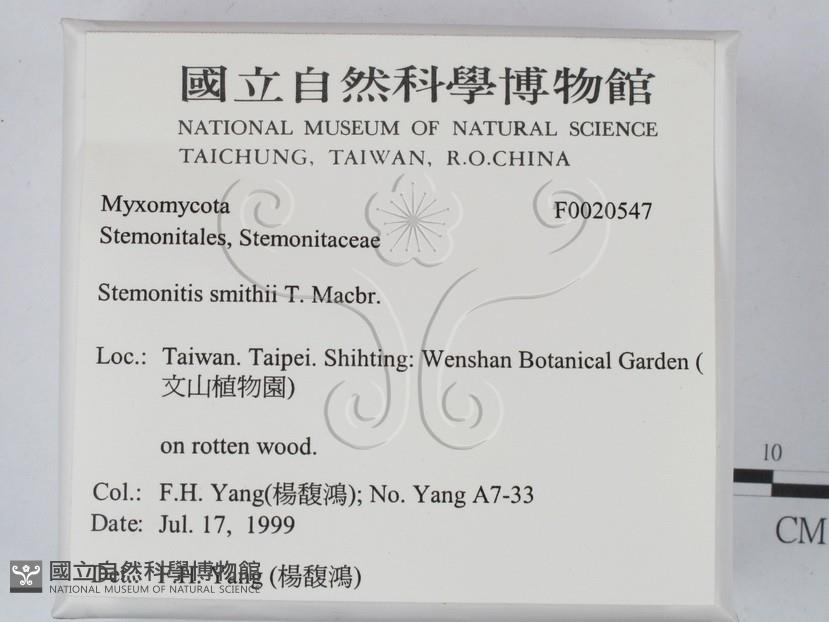 國立自然科學博物館
NATIONAL MUSEUM OF NATURAL SCIENCE
TAICHUNG, TAIWAN, R.O.CHINA
Myxomycota F0020547
Stemonitales, Stemonitaceae
Stemonitis smithii T. Macbr.
Loc.: Taiwan. Taipei. Shihting: Wenshan Botanical Garden (
文山植物園)
on rotten wood.
Col.: F.H. Yang(楊馥鴻); No. Yang A7-33
Date: Jul. 17, 1999
Det.: F.H. Yang (楊馥鴻)
國立自然科學博物館
NATIONAL MUSEUM OF NATURAL SCIENCE
10
CM